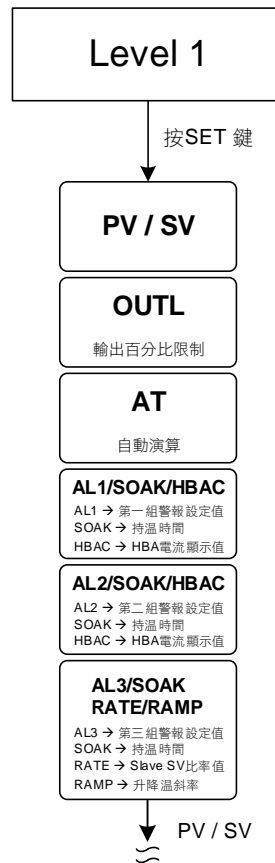 Level 1
按SET 鍵
PV / SV
OUTL
輸出百分比限制
AT
自動演算
AL1/SOAK/HBAC
AL1 → 第一組警報設定值
SOAK → 持溫時間
HBAC → HBA電流顯示值
AL2/SOAK/HBAC
AL2 → 第二組警報設定值
SOAK → 持溫時間
HBAC → HBA電流顯示值
AL3/SOAK
RATE/RAMP
AL3 → 第三組警報設定值
SOAK → 持溫時間
RATE → Slave SV比率值
RAMP → 升降溫斜率
PV / SV